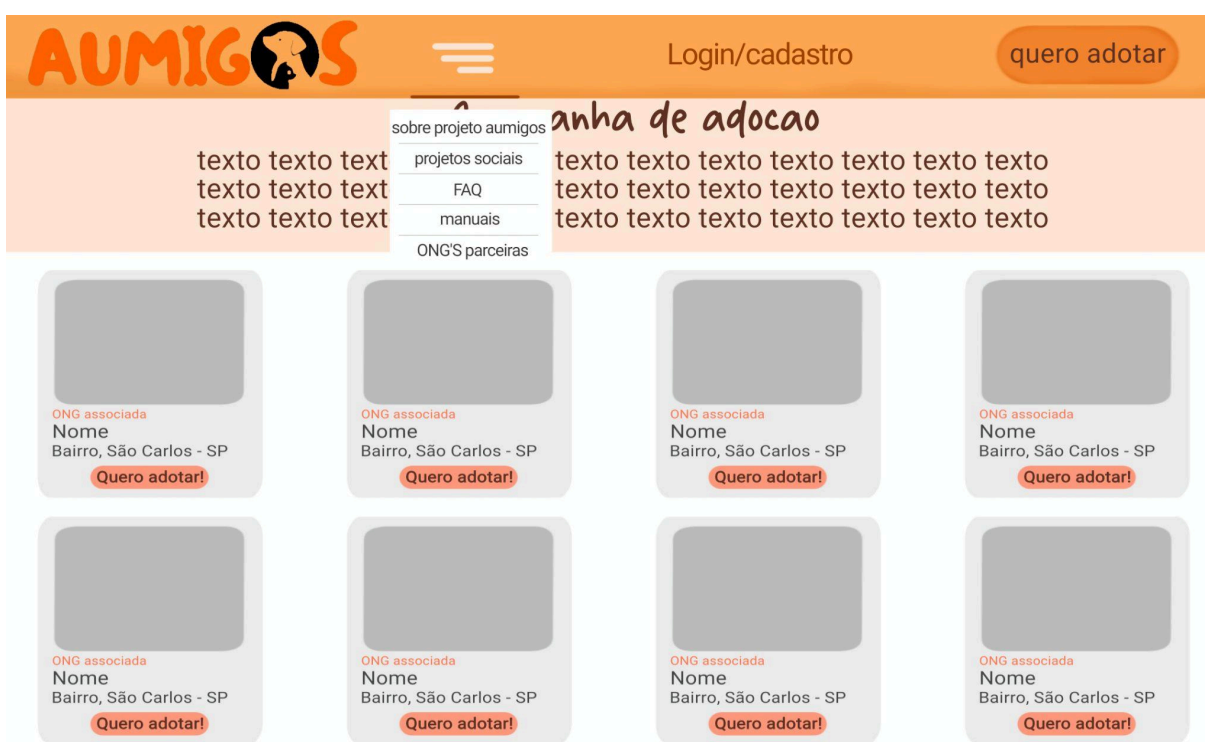 AUMIGOS
Login/cadastro
quero adotar
anha de adocao
sobre projeto aumigos
projetos sociais
FAQ
manuais
ONG'S parceiras
texto texto text texto texto texto texto texto texto texto
texto texto text texto texto texto texto texto texto texto
texto texto text texto texto texto texto texto texto texto
ONG associada
Nome
Bairro, São Carlos - SP
Quero adotar!
ONG associada
Nome
Bairro, São Carlos - SP
Quero adotar!
ONG associada
Nome
Bairro, São Carlos - SP
Quero adotar!
ONG associada
Nome
Bairro, São Carlos - SP
Quero adotar!
ONG associada
Nome
Bairro, São Carlos - SP
Quero adotar!
ONG associada
Nome
Bairro, São Carlos - SP
Quero adotar!
ONG associada
Nome
Bairro, São Carlos - SP
Quero adotar!
ONG associada
Nome
Bairro, São Carlos - SP
Quero adotar!